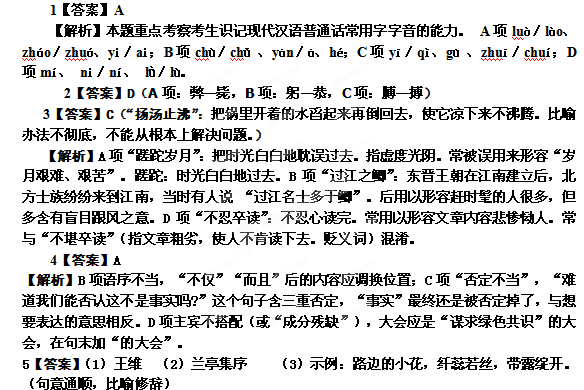 1【答案】A
【解析】本题重点考察考生识记现代汉语普通话常用字字音的能力。 A项luò/lào、
zháo/zhuó、yì/ai；B项chù/chǔ 、yòn/ō、hé；C项yī/qì、gū 、zhuī/chuí；D
项mí、 ní/ní、 lǜ/lù。
2【答案】D（A项：弊—毙，B项：躬—恭，C项：膊—搏）
3【答案】C（“扬汤止沸”：把锅里开着的水舀起来再倒回去，使它凉下来不沸腾。比喻
办法不彻底，不能从根本上解决问题。）
【解析】A项“蹉跎岁月”：把时光白白地耽误过去。指虚度光阴。常被误用来形容“岁
月艰难、艰苦”。蹉跎：时光白白地过去。B项“过江之鲫”：东晋王朝在江南建立后，北
方士族纷纷来到江南，当时有人说 “过江名士多于鲫”。后用以形容赶时髦的人很多，但
多含有盲目跟风之意。D项“不忍卒读”：不忍心读完。常用以形容文章内容悲惨恸人。常
与“不堪卒读”（指文章粗劣，使人不肯读下去。贬义词）混淆。
4【答案】A
【解析】B项语序不当，“不仅”“而且”后的内容应调换位置；C项“否定不当”，“难
道我们能否认这不是事实吗？”这个句子含三重否定，“事实”最终还是被否定掉了，与想
要表达的意思相反。D项主宾不搭配（或“成分残缺”），大会应是“谋求绿色共识”的大
会，在句末加“的大会”。
5【答案】（1）王维 （2）兰亭集序 （3）示例：路边的小花，纤蕊若丝，带露绽开。
（句意通顺，比喻修辞）